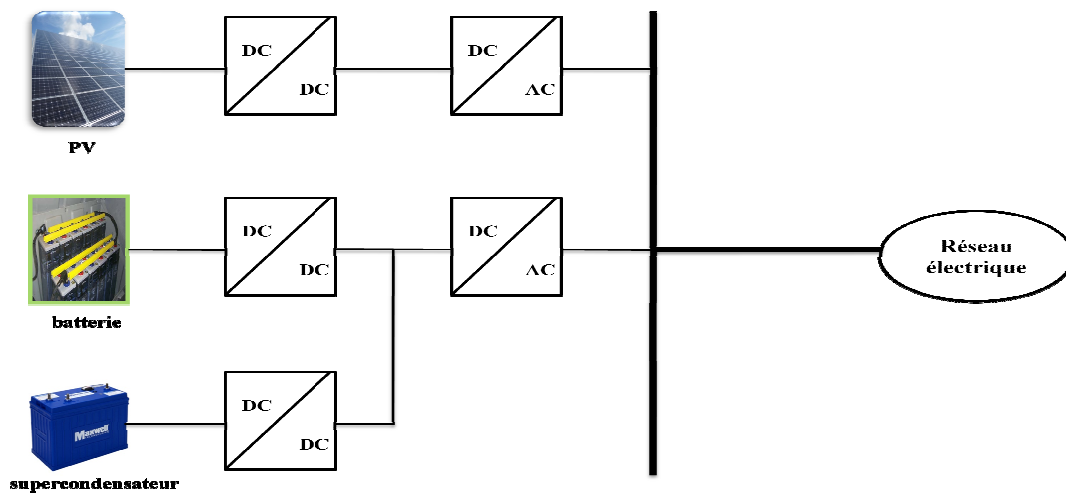 DC
DC
DC
AC
PV
DC
DC
DC
AC
Réseau
électrique
batterie
DC
DC
Maxwell
supercondensateur